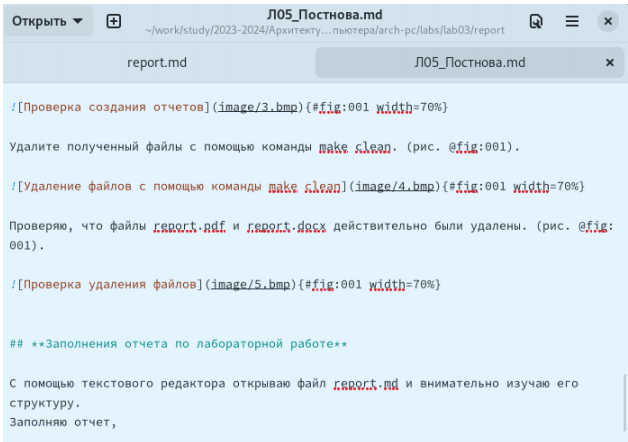 Открыть
Л05_Постнова.md
~/work/study/2023-2024/Архитекту…пьютера/arch-pc/labs/lab03/report
report.md
Л05_Постнова.md
![Проверка создания отчетов](image/3.bmp){#fig:001 width=70%}
Удалите полученный файлы с помощью команды make clean. (рис. @fig:001).
![Удаление файлов с помощью команды make clean](image/4.bmp){#fig:001 width=70%}
Проверяю, что файлы report.pdf и report.docx действительно были удалены. (рис. @fig:
001).
![Проверка удаления файлов](image/5.bmp){#fig:001 width=70%}
## **Заполнения отчета по лабораторной работе**
С помощью текстового редактора открываю файл report.md и внимательно изучаю его
структуру.
Заполняю отчет,